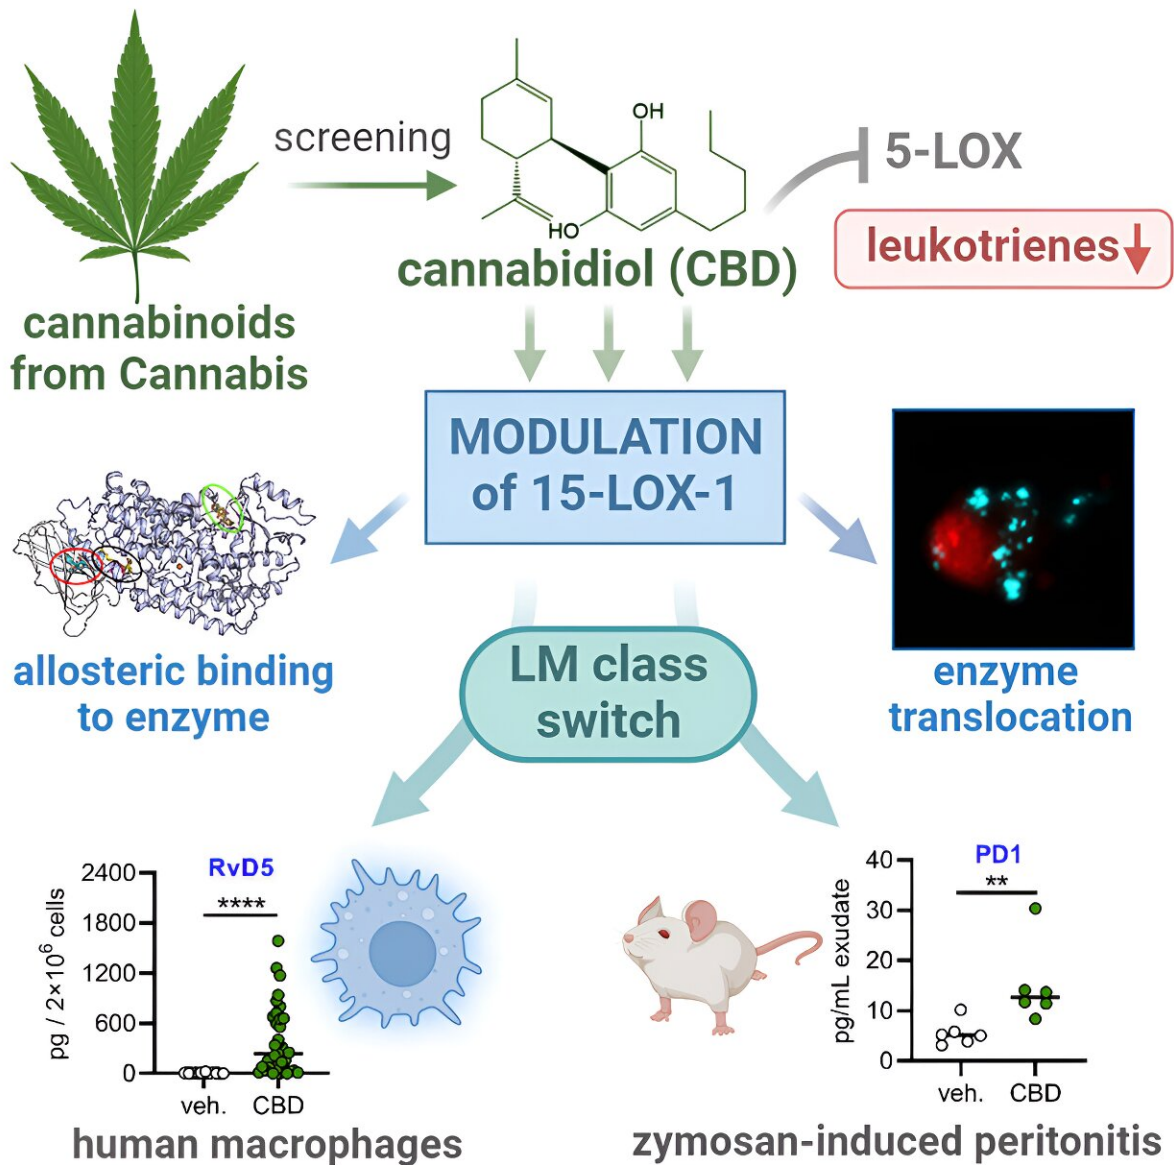 screening
OH
HO
5-LOX
leukotrienes
cannabidiol (CBD)
cannabinoids
from Cannabis
MODULATION
of 15-LOX-1
allosteric binding
to enzyme
enzyme
translocation
LM class
switch
RvD5
****
pg / 2×10⁶ cells
2400
1800
1200
600
0
veh.
CBD
human macrophages
PD1
**
pg/mL exudate
40
30
20
10
0
veh.
CBD
zymosan-induced peritonitis